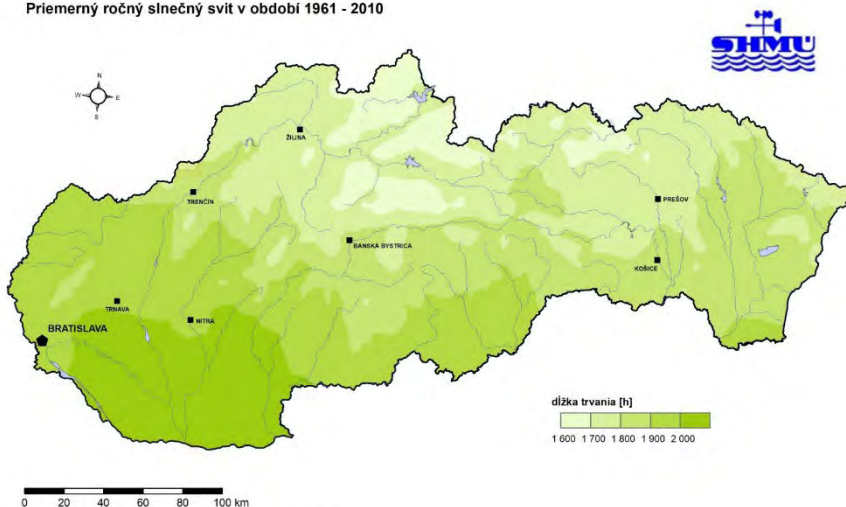 Priemerný ročný slnečný svit v období 1961 - 2010
SHMÚ
N
W E
S
ŽILINA
TRENČÍN
PREŠOV
BANSKÁ BYSTRICA
KOŠICE
TRNAVA
NITRA
BRATISLAVA
dĺžka trvania [h]
1 600 1 700 1 800 1 900 2 000
0 20 40 60 80 100 km